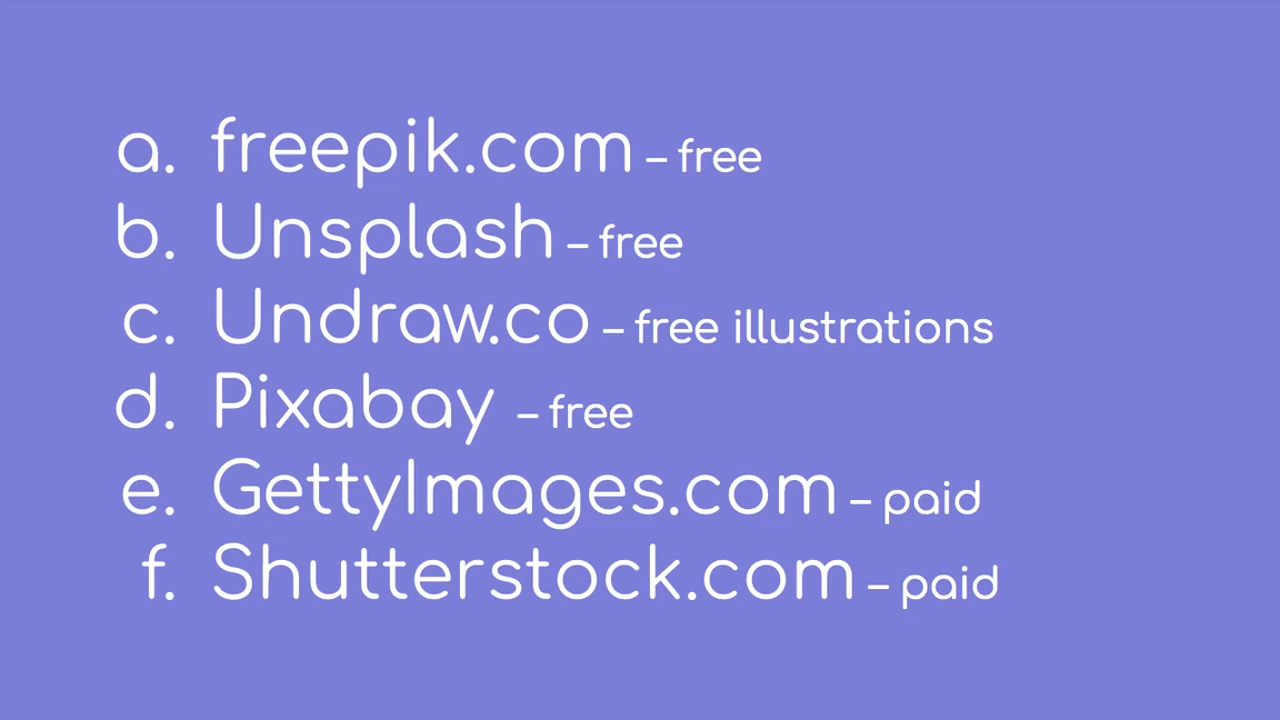 a. freepik.com – free
b. Unsplash – free
c. Undraw.co – free illustrations
d. Pixabay – free
e. GettyImages.com – paid
f. Shutterstock.com – paid